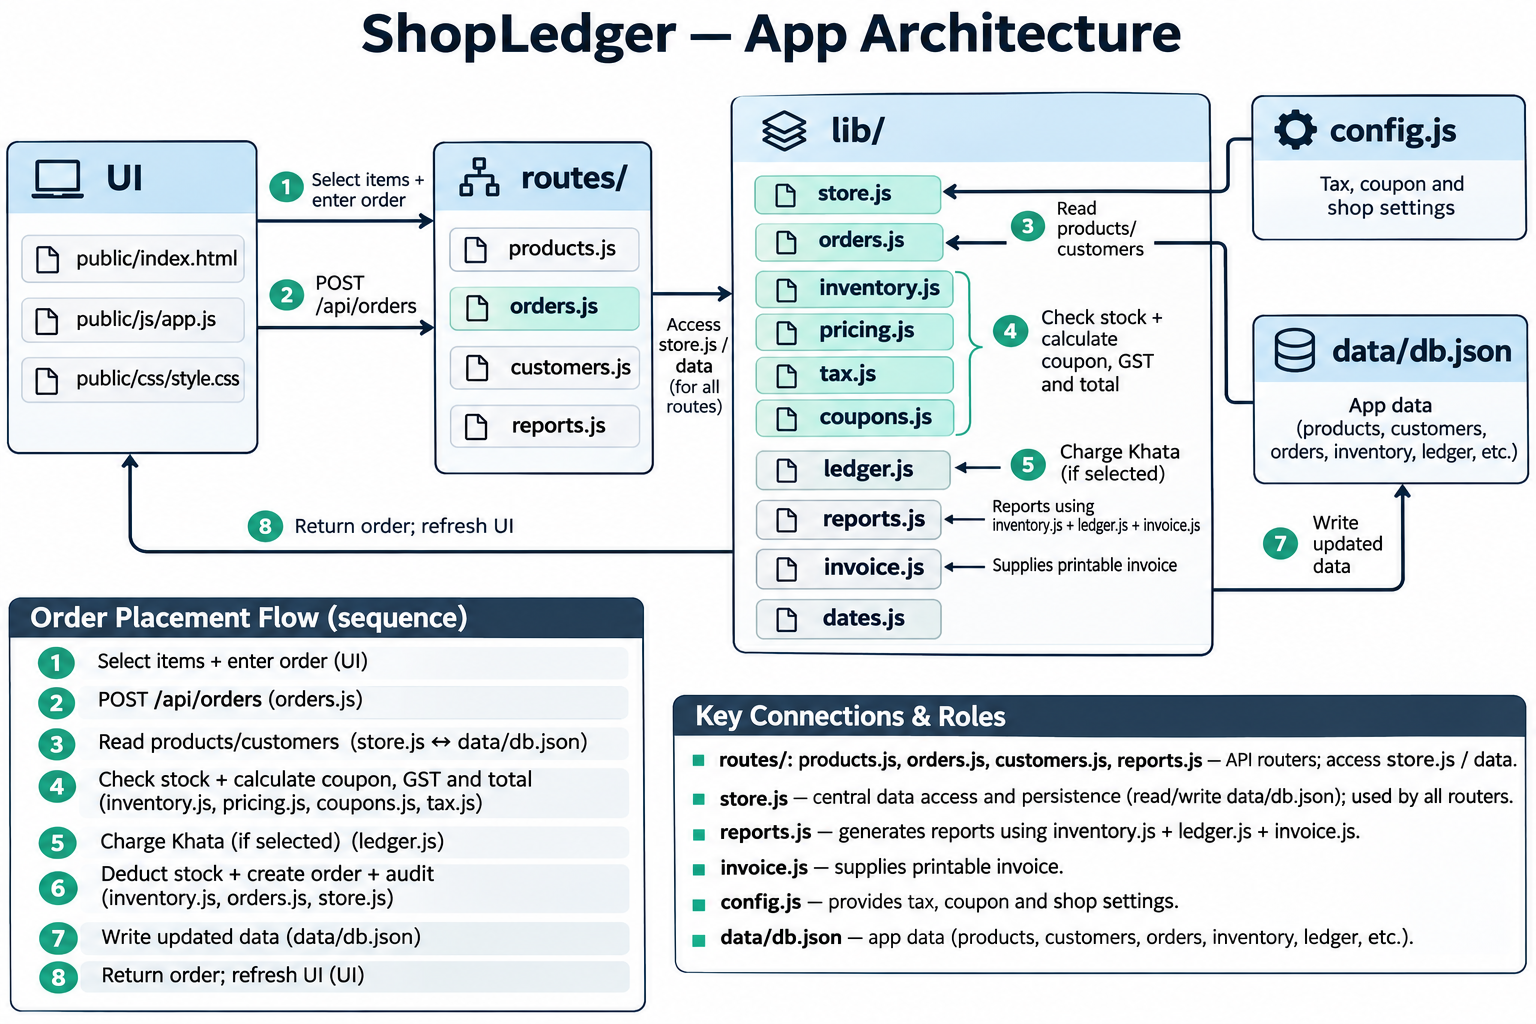 ShopLedger — App Architecture
UI
public/index.html
public/js/app.js
public/css/style.css
1
Select items +
enter order
2
POST
/api/orders
routes/
products.js
orders.js
customers.js
reports.js
Access
store.js /
data
(for all
routes)
lib/
store.js
orders.js
inventory.js
pricing.js
tax.js
coupons.js
ledger.js
reports.js
invoice.js
dates.js
3
Read
products/
customers
4
Check stock +
calculate
coupon, GST
and total
5
Charge Khata
(if selected)
Reports using
inventory.js + ledger.js + invoice.js
Supplies printable invoice
config.js
Tax, coupon and
shop settings
data/db.json
App data
(products, customers,
orders, inventory, ledger, etc.)
7
Write
updated
data
8
Return order; refresh UI
Order Placement Flow (sequence)
1 Select items + enter order (UI)
2 POST /api/orders (orders.js)
3 Read products/customers (store.js ↔ data/db.json)
4 Check stock + calculate coupon, GST and total
(inventory.js, pricing.js, coupons.js, tax.js)
5 Charge Khata (if selected) (ledger.js)
6 Deduct stock + create order + audit
(inventory.js, orders.js, store.js)
7 Write updated data (data/db.json)
8 Return order; refresh UI (UI)
Key Connections & Roles
routes/: products.js, orders.js, customers.js, reports.js — API routers; access store.js / data.
store.js — central data access and persistence (read/write data/db.json); used by all routers.
reports.js — generates reports using inventory.js + ledger.js + invoice.js.
invoice.js — supplies printable invoice.
config.js — provides tax, coupon and shop settings.
data/db.json — app data (products, customers, orders, inventory, ledger, etc.).